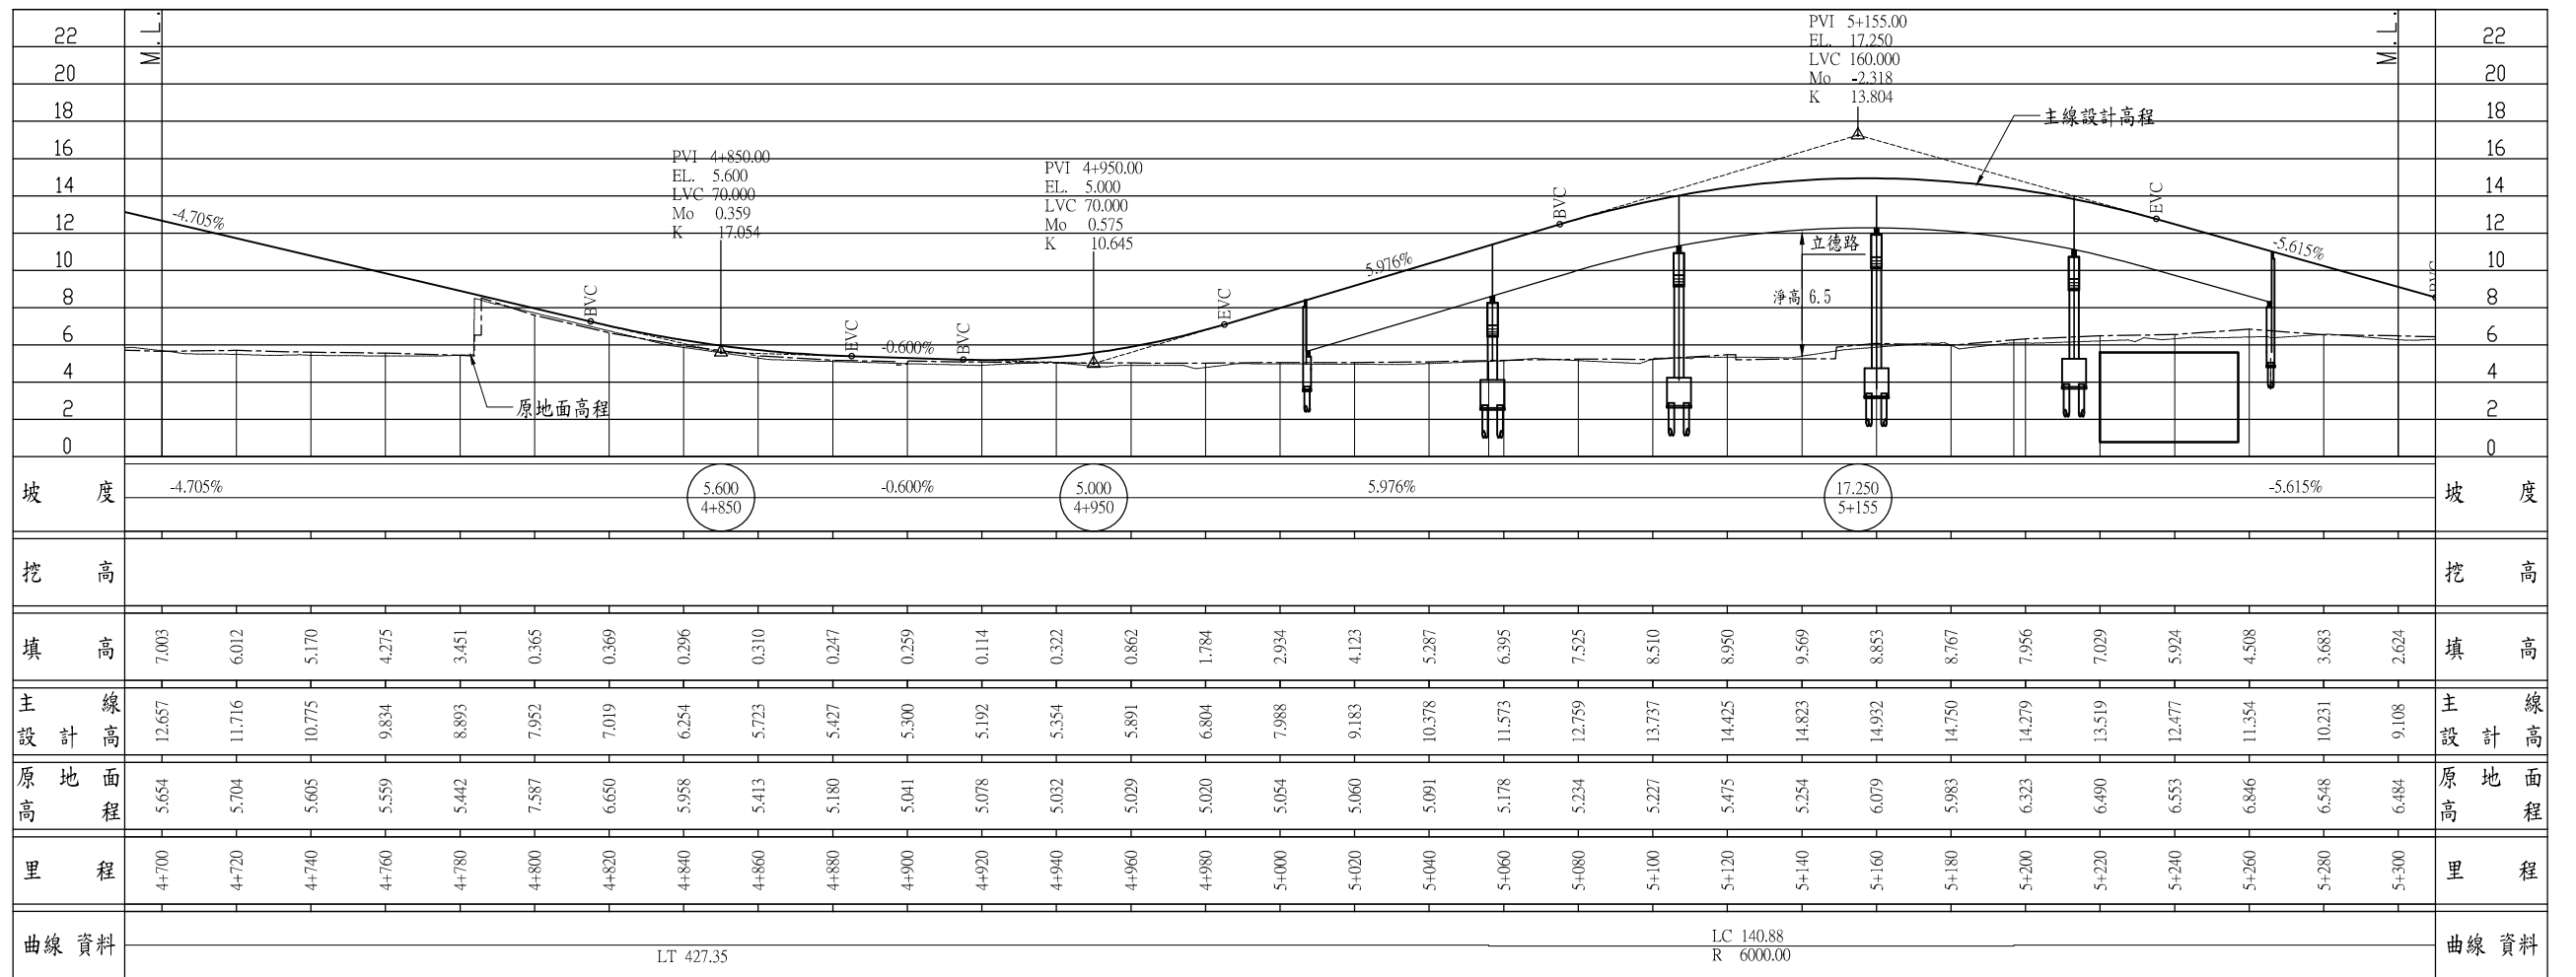 M.L.
M.L.
22
20
18
16
14
12
10
8
6
4
2
0
22
20
18
16
14
12
10
8
6
4
2
0
PVI 5+155.00
EL. 17.250
LVC 160.000
Mo -2.318
K 13.804
主線設計高程
PVI 4+850.00
EL. 5.600
LVC 70.000
Mo 0.359
K 17.054
PVI 4+950.00
EL. 5.000
LVC 70.000
Mo 0.575
K 10.645
-4.705%
BVC
EVC
-0.600%
BVC
EVC
5.976%
BVC
立德路
淨高 6.5
EVC
-5.615%
BVC
原地面高程
坡 度 -4.705% 5.600 -0.600% 5.000 5.976% 17.250 -5.615% 坡 度
4+850 4+950 5+155
挖 高 挖 高
填 高 7.003 6.012 5.170 4.275 3.451 0.365 0.369 0.296 0.310 0.247 0.259 0.114 0.322 0.862 1.784 2.934 4.123 5.287 6.395 7.525 8.510 8.950 9.569 8.853 8.767 7.956 7.029 5.924 4.508 3.683 2.624 填 高
主 線 主 線
設 計 高 12.657 11.716 10.775 9.834 8.893 7.952 7.019 6.254 5.723 5.427 5.300 5.192 5.354 5.891 6.804 7.988 9.183 10.378 11.573 12.759 13.737 14.425 14.823 14.932 14.750 14.279 13.519 12.477 11.354 10.231 9.108 設 計 高
原 地 面 原 地 面
高 程 5.654 5.704 5.605 5.559 5.442 7.587 6.650 5.958 5.413 5.180 5.041 5.078 5.032 5.029 5.020 5.054 5.060 5.091 5.178 5.234 5.227 5.475 5.254 6.079 5.983 6.323 6.490 6.553 6.846 6.548 6.484 高 程
里 程 4+700 4+720 4+740 4+760 4+780 4+800 4+820 4+840 4+860 4+880 4+900 4+920 4+940 4+960 4+980 5+000 5+020 5+040 5+060 5+080 5+100 5+120 5+140 5+160 5+180 5+200 5+220 5+240 5+260 5+280 5+300 里 程
曲線 資料 LT 427.35 LC 140.88 曲線 資料
R 6000.00